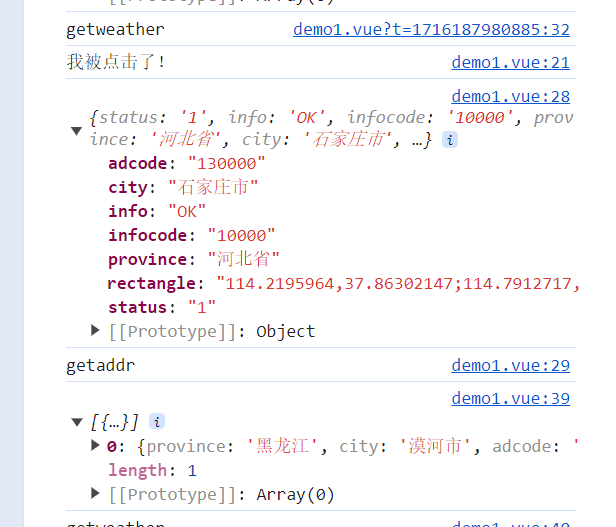 getweather demo1.vue?t=1716187980885:32
我被点击了! demo1.vue:21
demo1.vue:28
{status: '1', info: 'OK', infocode: '10000', prov
ince: '河北省', city: '石家庄市', …} i
adcode: "130000"
city: "石家庄市"
info: "OK"
infocode: "10000"
province: "河北省"
rectangle: "114.2195964,37.86302147;114.7912717,
status: "1"
[[Prototype]]: Object
getaddr demo1.vue:29
demo1.vue:39
[{…}] i
0: {province: '黑龙江', city: '漠河市', adcode: '
length: 1
[[Prototype]]: Array(0)
getweather demo1.vue:40